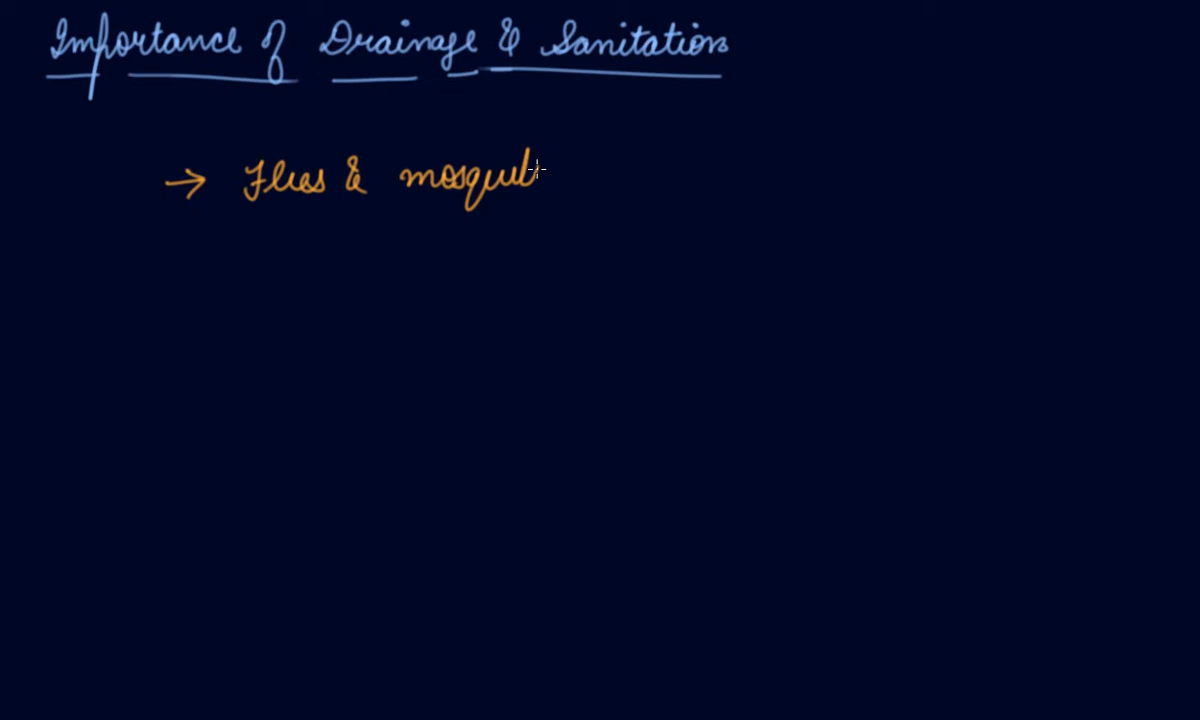 Importance of Drainage & Sanitation
→ Flies & mosquit